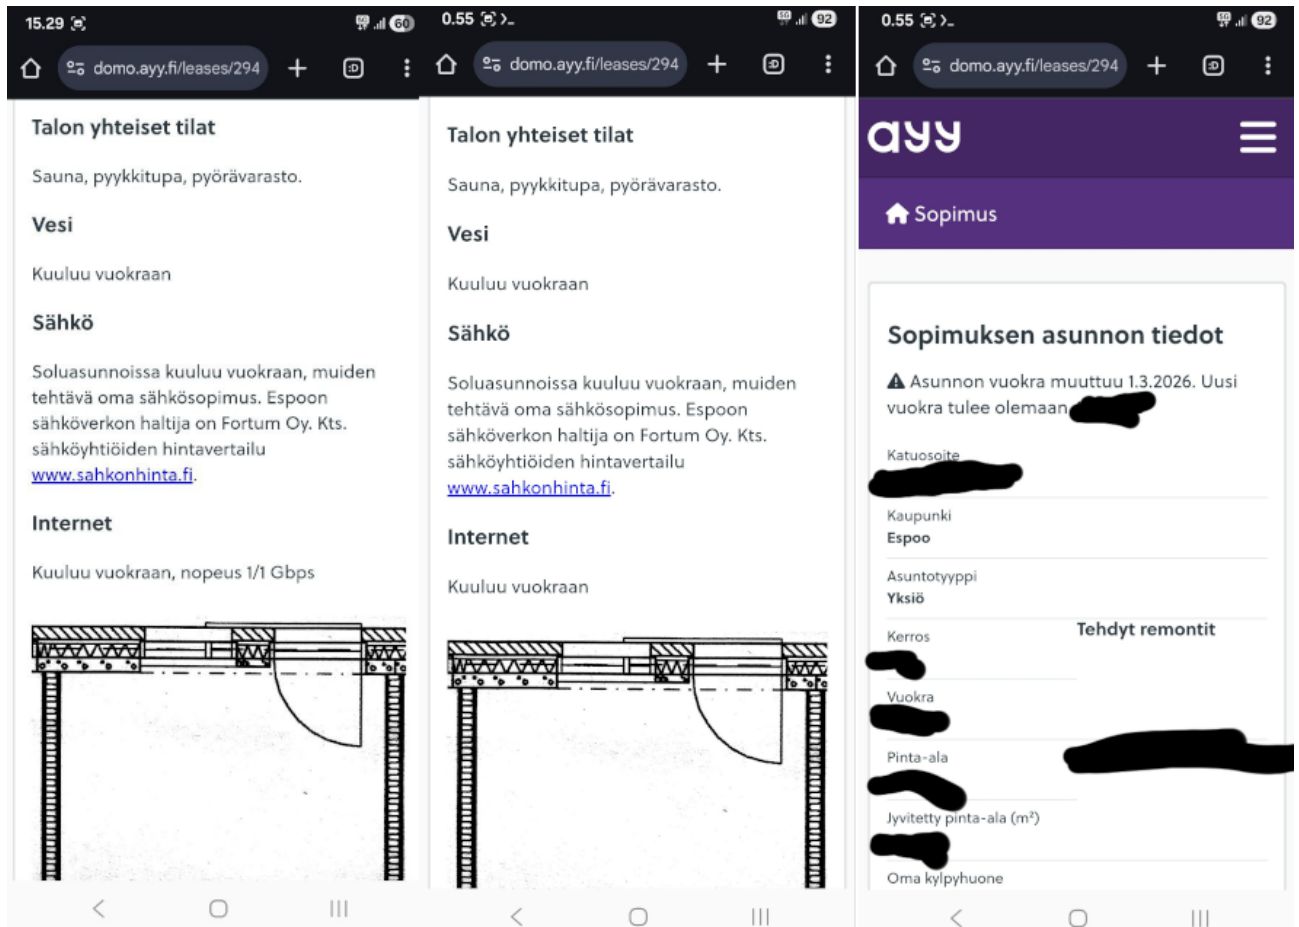 15.29
5G
60
domo.ayy.fi/leases/294
:D
Talon yhteiset tilat
Sauna, pyykkitupa, pyörävarasto.
Vesi
Kuuluu vuokraan
Sähkö
Soluasunnoissa kuuluu vuokraan, muiden
tehtävä oma sähkösopimus. Espoon
sähköverkon haltija on Fortum Oy. Kts.
sähköyhtiöiden hintavertailu
www.sahkonhinta.fi.
Internet
Kuuluu vuokraan, nopeus 1/1 Gbps
0.55 >_
5G
92
domo.ayy.fi/leases/294
:D
Talon yhteiset tilat
Sauna, pyykkitupa, pyörävarasto.
Vesi
Kuuluu vuokraan
Sähkö
Soluasunnoissa kuuluu vuokraan, muiden
tehtävä oma sähkösopimus. Espoon
sähköverkon haltija on Fortum Oy. Kts.
sähköyhtiöiden hintavertailu
www.sahkonhinta.fi.
Internet
Kuuluu vuokraan
0.55 >_
5G
92
domo.ayy.fi/leases/294
:D
ayy
Sopimus
Sopimuksen asunnon tiedot
Asunnon vuokra muuttuu 1.3.2026. Uusi
vuokra tulee olemaan
Katuosoite
Kaupunki
Espoo
Asuntotyyppi
Yksiö
Kerros
Tehdyt remontit
Vuokra
Pinta-ala
Jyvitetty pinta-ala (m²)
Oma kylpyhuone